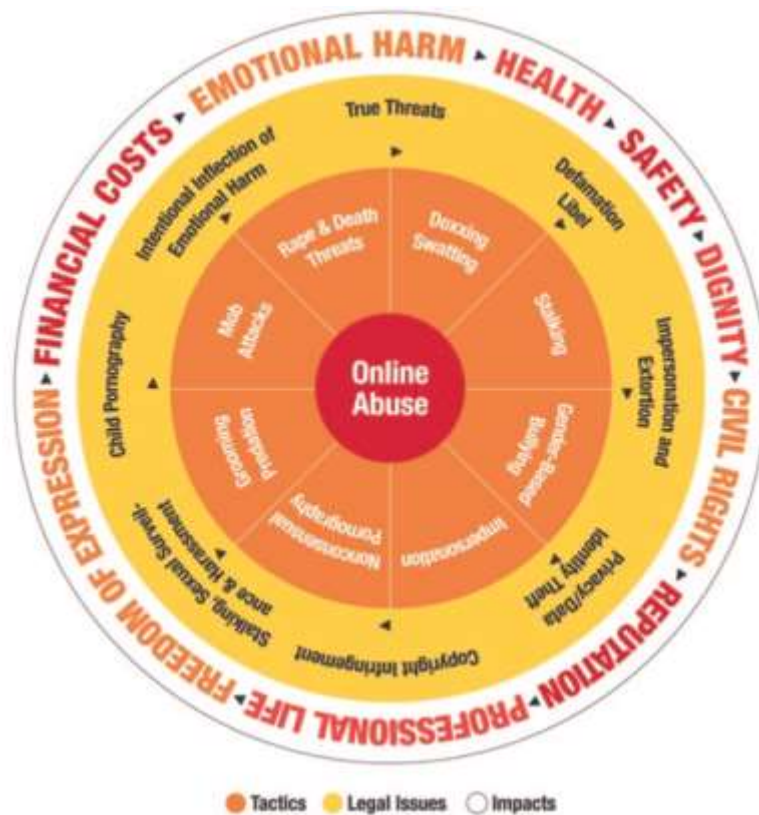 EMOTIONAL HARM
HEALTH
SAFETY
DIGNITY
CIVIL RIGHTS
REPUTATION
PROFESSIONAL LIFE
FREEDOM OF EXPRESSION
FINANCIAL COSTS
True Threats
Defamation
Libel
Impersonation and
Extortion
Privacy/Data
Identity Theft
Copyright Infringement
Stalking, Sexual Surveil-
ance & Harassment
Child Pornography
Intentional Inflection of
Emotional Harm
Doxxing
Swatting
Stalking
Gender-Based
Bullying
Impersonation
Nonconsensual
Pornography
Grooming
Predation
Mob
Attacks
Rape & Death
Threats
Online
Abuse
Tactics Legal Issues Impacts